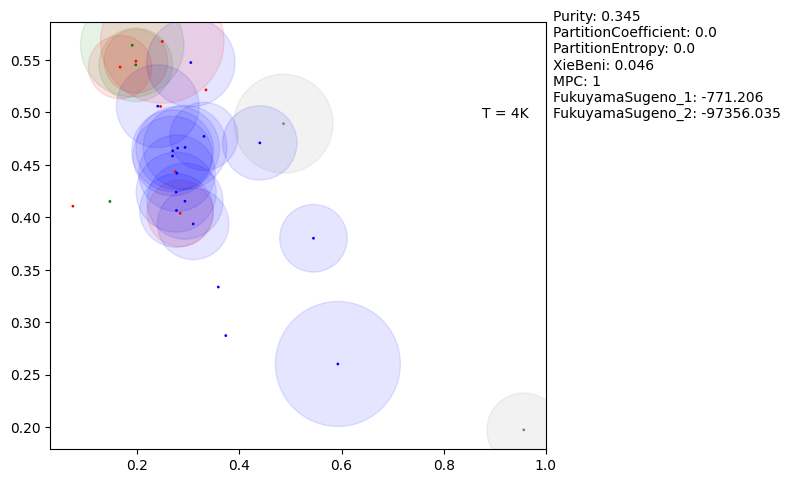 Purity: 0.345
PartitionCoefficient: 0.0
PartitionEntropy: 0.0
XieBeni: 0.046
MPC: 1
FukuyamaSugeno_1: -771.206
FukuyamaSugeno_2: -97356.035
T = 4K
0.55
0.50
0.45
0.40
0.35
0.30
0.25
0.20
0.2 0.4 0.6 0.8 1.0